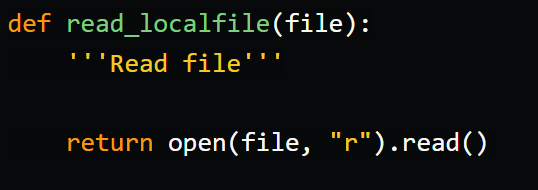 def read_localfile(file):
    '''Read file'''
    return open(file, "r").read()